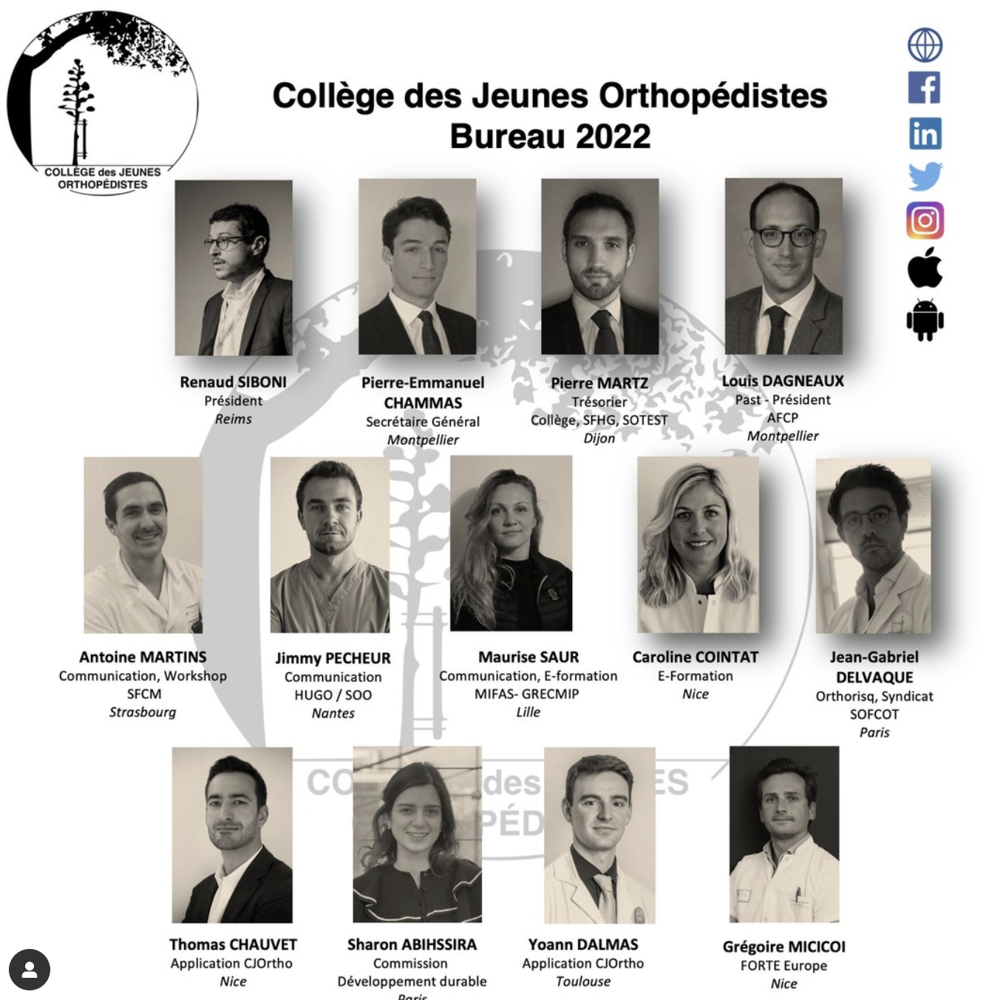 COLLÈGE des JEUNES
ORTHOPÉDISTES
Collège des Jeunes Orthopédistes
Bureau 2022
Renaud SIBONI
Président
Reims
Pierre-Emmanuel
CHAMMAS
Secrétaire Général
Montpellier
Pierre MARTZ
Trésorier
Collège, SFHG, SOTEST
Dijon
Louis DAGNEAUX
Past - Président
AFCP
Montpellier
Antoine MARTINS
Communication, Workshop
SFCM
Strasbourg
Jimmy PECHEUR
Communication
HUGO / SOO
Nantes
Maurise SAUR
Communication, E-formation
MIFAS- GRECMIP
Lille
Caroline COINTAT
E-Formation
Nice
Jean-Gabriel
DELVAQUE
Orthorisq, Syndicat
SOFCOT
Paris
Thomas CHAUVET
Application CJOrtho
Nice
Sharon ABIHSSIRA
Commission
Développement durable
Paris
Yoann DALMAS
Application CJOrtho
Toulouse
Grégoire MICICOI
FORTE Europe
Nice